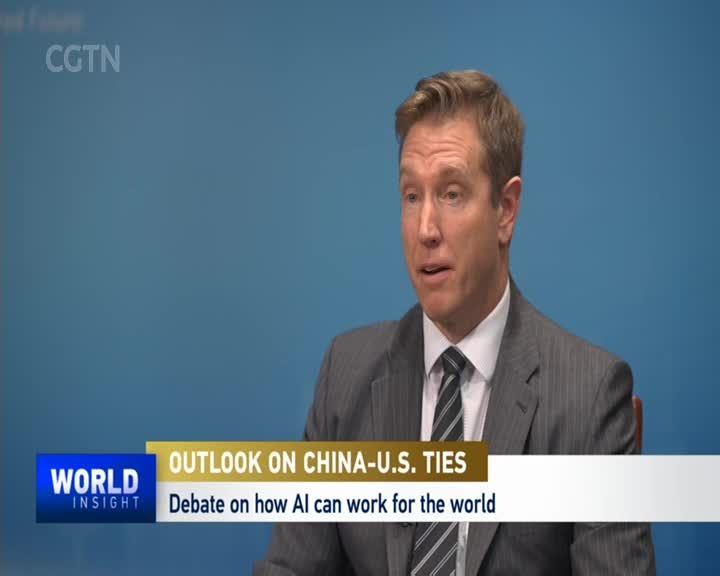 CGTN
OUTLOOK ON CHINA-U.S. TIES
WORLD
INSIGHT
Debate on how AI can work for the world